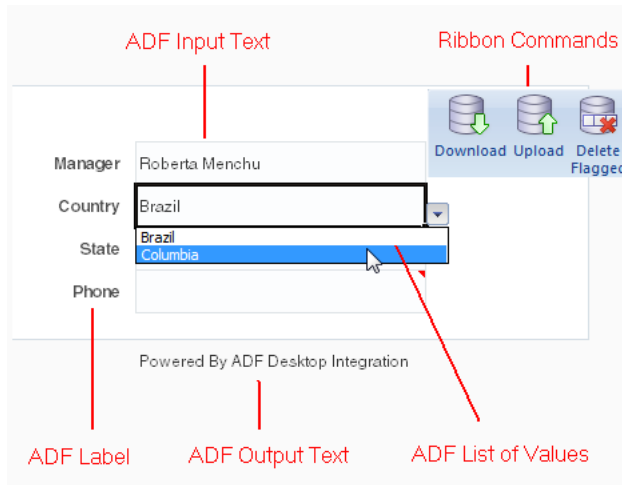 ADF Input Text
Ribbon Commands
Download Upload Delete
Flagged
Manager Roberta Menchu
Country Brazil
Brazil
State
Columbia
Phone
Powered By ADF Desktop Integration
ADF Label
ADF Output Text
ADF List of Values